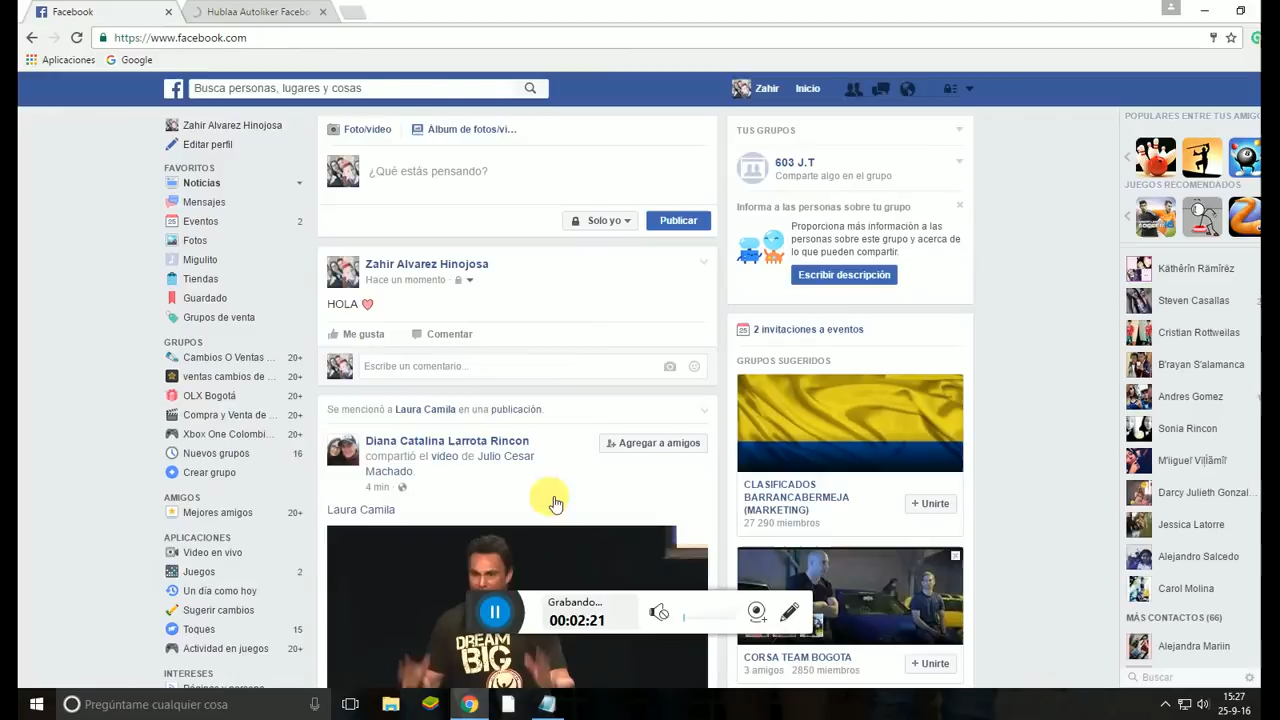 Facebook
Hublaa Autoliker Facebo
https://www.facebook.com
Aplicaciones
Google
Busca personas, lugares y cosas
Zahir
Inicio
Zahir Alvarez Hinojosa
Editar perfil
FAVORITOS
Noticias
Mensajes
Eventos 2
Fotos
Migulito
Tiendas
Guardado
Grupos de venta
GRUPOS
Cambios O Ventas ... 20+
ventas cambios de ... 20+
OLX Bogotá 20+
Compra y Venta de ... 20+
Xbox One Colombi... 20+
Nuevos grupos 16
Crear grupo
AMIGOS
Mejores amigos 20+
APLICACIONES
Video en vivo
Juegos 2
Un día como hoy
Sugerir cambios
Toques 15
Actividad en juegos 20+
INTERESES
Foto/video
Álbum de fotos/vi...
¿Qué estás pensando?
Solo yo
Publicar
Zahir Alvarez Hinojosa
Hace un momento
HOLA
Me gusta
Comentar
Escribe un comentario...
Se mencionó a Laura Camila en una publicación.
Diana Catalina Larrota Rincon
compartió el video de Julio Cesar
Machado.
4 min
Agregar a amigos
Laura Camila
DREAM
BIG
Grabando...
00:02:21
TUS GRUPOS
603 J.T
Comparte algo en el grupo
Informa a las personas sobre tu grupo
Proporciona más información a las
personas sobre este grupo y acerca de
lo que pueden compartir.
Escribir descripción
2 invitaciones a eventos
GRUPOS SUGERIDOS
CLASIFICADOS
BARRANCABERMEJA
(MARKETING)
27 290 miembros
+ Unirte
CORSA TEAM BOGOTA
3 amigos 2850 miembros
+ Unirte
POPULARES ENTRE TUS AMIG
JUEGOS RECOMENDADOS
Käthërîn Rämîrëz
Steven Casallas
Cristian Rottweilas
B'rayan S'alamanca
Andres Gomez
Sonia Rincon
Darcy Julieth Gonzal...
Jessica Latorre
Alejandro Salcedo
Carol Molina
MÁS CONTACTOS (66)
Alejandra Mariin
Buscar
Pregúntame cualquier cosa
15:27
25-9-16